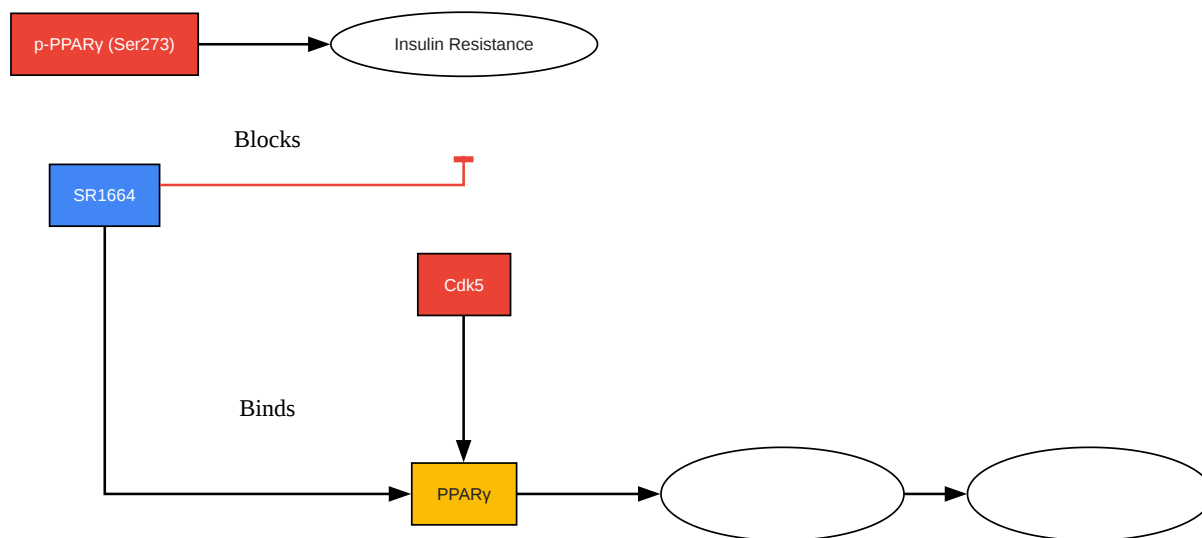 p-PPARγ (Ser273)
Insulin Resistance
Blocks
SR1664
Cdk5
Binds
PPARγ